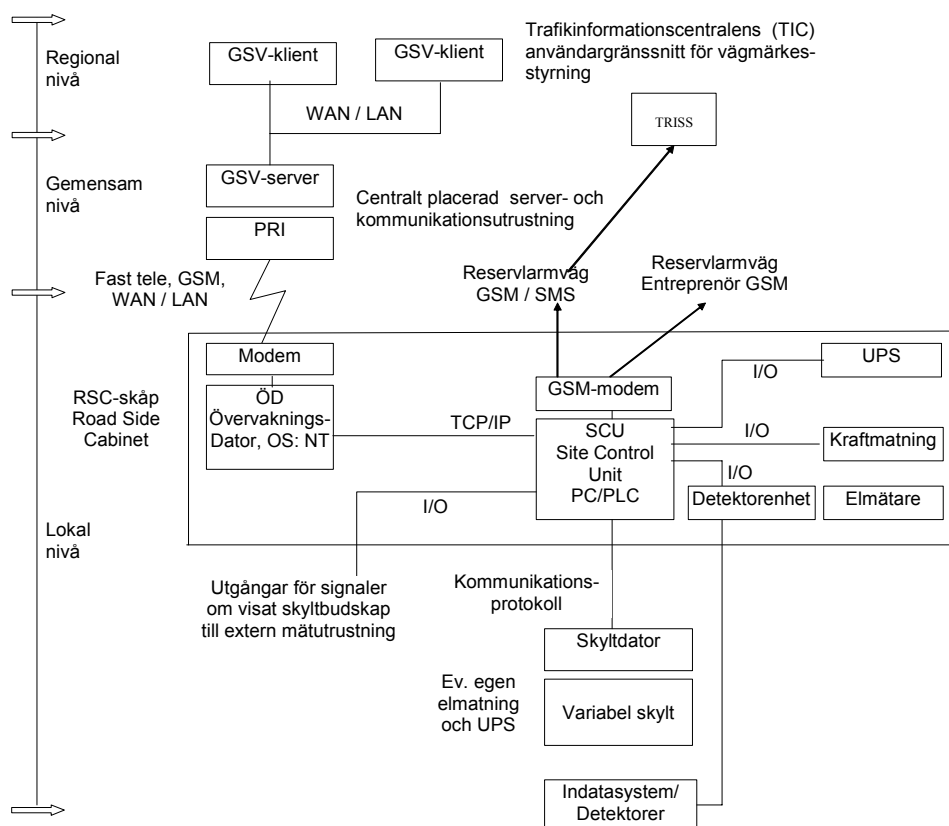 Regional
nivå
GSV-klient
GSV-klient
Trafikinformationscentralens (TIC)
användargränssnitt för vägmärkes-
styrning
WAN / LAN
TRISS
Gemensam
nivå
GSV-server
PRI
Centralt placerad server- och
kommunikationsutrustning
Fast tele, GSM,
WAN / LAN
Reservlarmväg
GSM / SMS
Reservlarmväg
Entreprenör GSM
RSC-skåp
Road Side
Cabinet
Modem
ÖD
Övervaknings-
Dator, OS: NT
TCP/IP
GSM-modem
SCU
Site Control
Unit
PC/PLC
I/O
UPS
I/O
Kraftmatning
I/O
Detektorenhet
Elmätare
I/O
Lokal
nivå
Utgångar för signaler
om visat skyltbudskap
till extern mätutrustning
Kommunikations-
protokoll
Skyltdator
Ev. egen
elmatning
och UPS
Variabel skylt
Indatasystem/
Detektorer